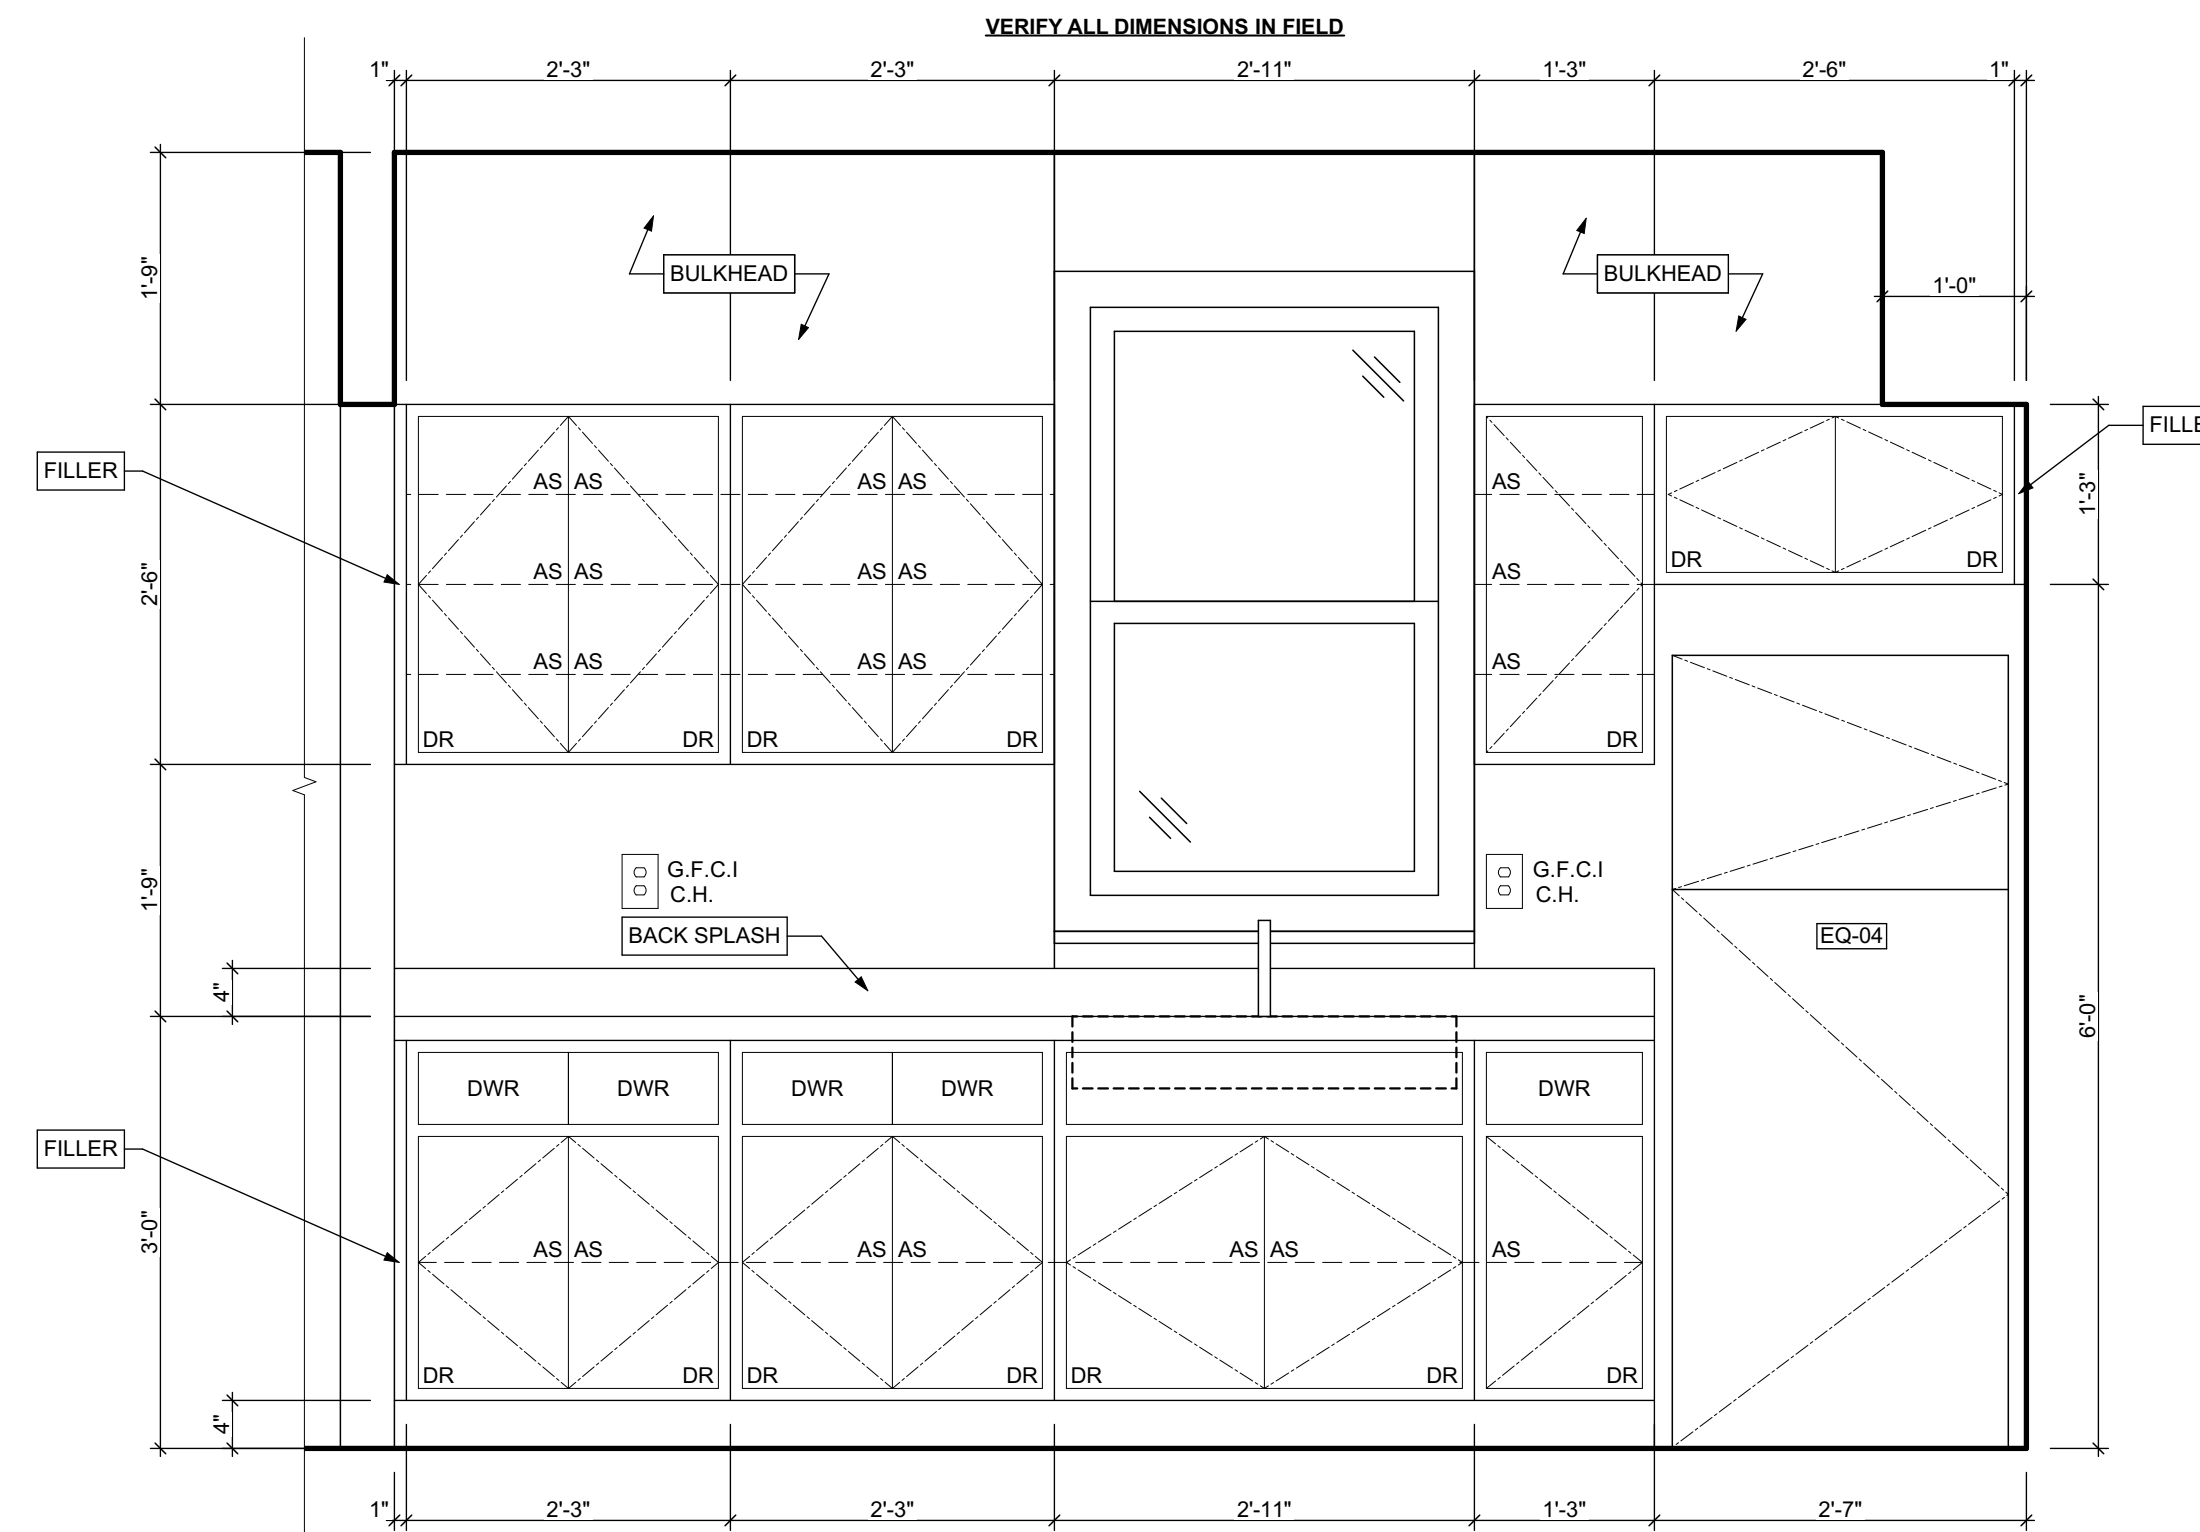 VERIFY ALL DIMENSIONS IN FIELD
1" 2'-3" 2'-3" 2'-11" 1'-3" 2'-6" 1"
1'-9"
BULKHEAD
BULKHEAD
1'-0"
FILLER
FILLE
2'-6"
1'-3"
AS AS AS AS AS
AS AS AS AS AS
AS AS AS AS AS
DR DR
DR DR DR DR DR
1'-9"
G.F.C.I
C.H.
G.F.C.I
C.H.
BACK SPLASH
EQ-04
4"
6'-0"
DWR DWR DWR DWR DWR
FILLER
3'-0"
AS AS AS AS AS AS AS
DR DR DR DR DR DR DR
4"
1" 2'-3" 2'-3" 2'-11" 1'-3" 2'-7"